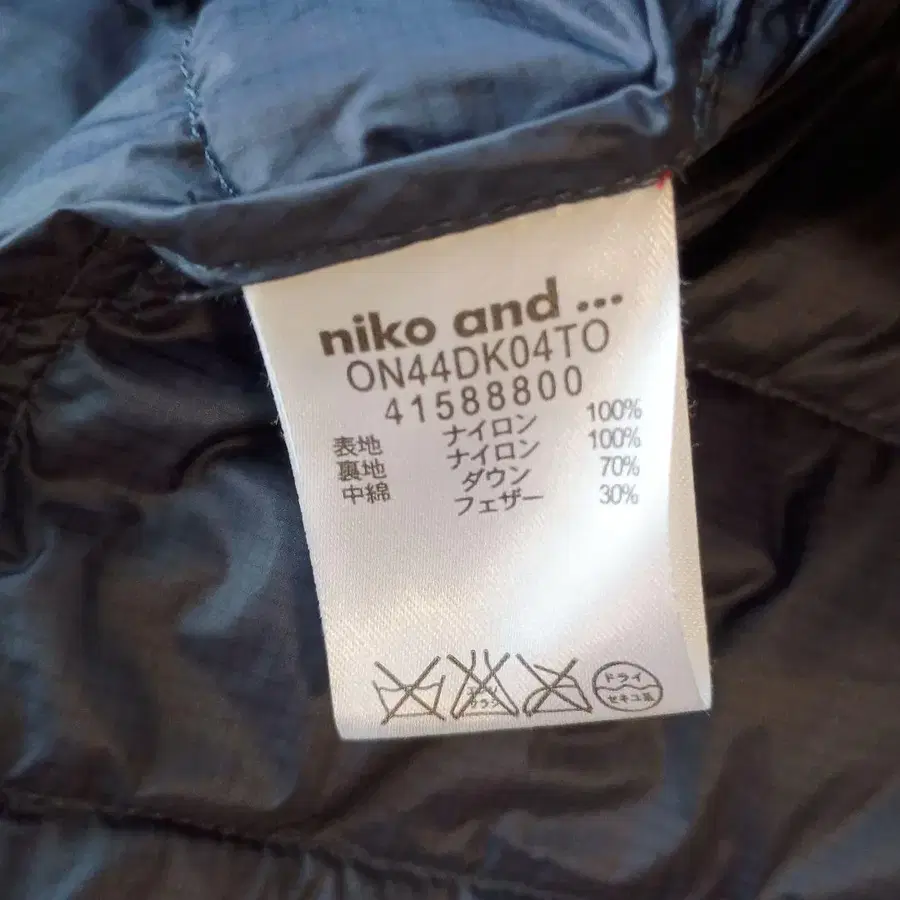 niko and ...
ON44DK04TO
41588800
表地 ナイロン 100%
裏地 ナイロン 100%
中綿 ダウン 70%
フェザー 30%
ドライ
セキユ系